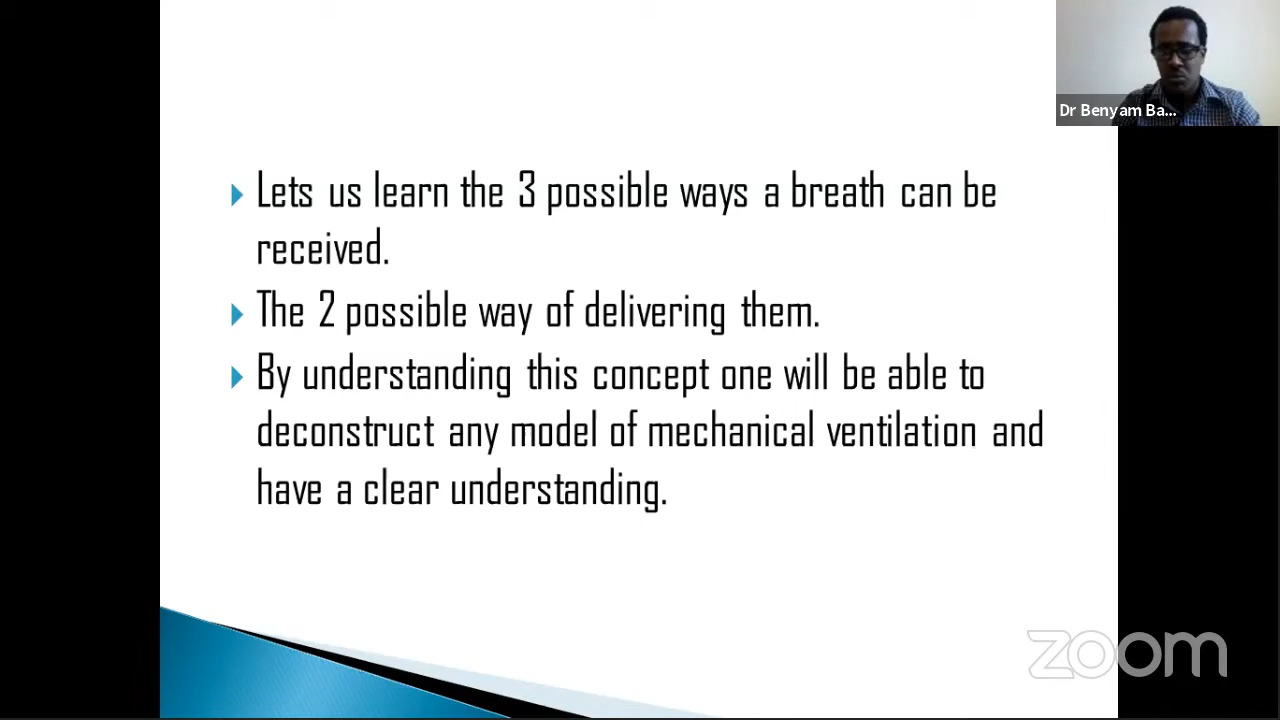 Dr Benyam Ba...
Lets us learn the 3 possible ways a breath can be
received.
The 2 possible way of delivering them.
By understanding this concept one will be able to
deconstruct any model of mechanical ventilation and
have a clear understanding.
zoom